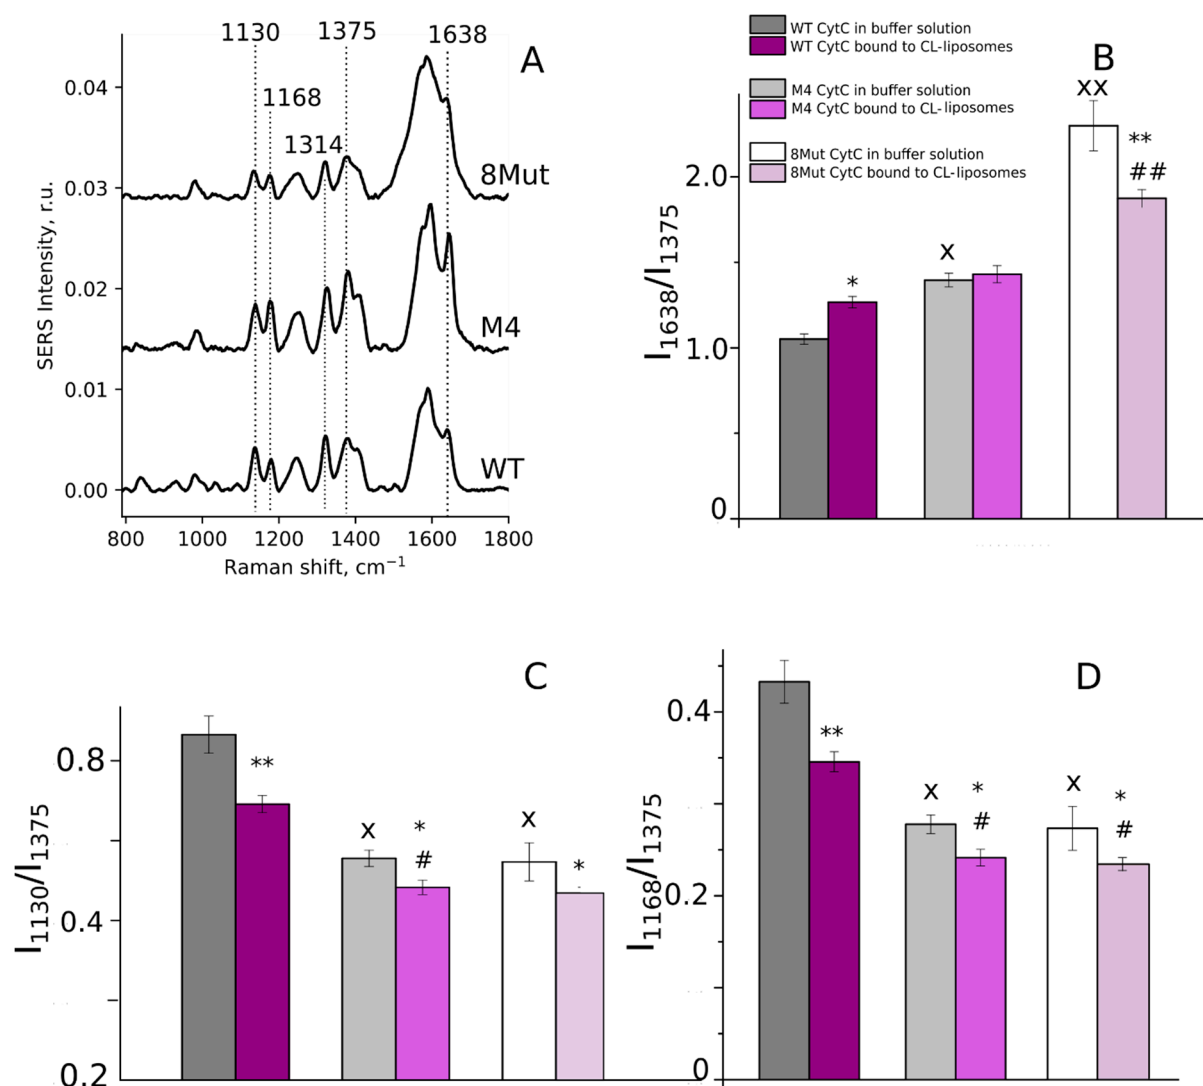 1130
1375
1638
A
1168
1314
8Mut
M4
WT
0.04
0.03
0.02
0.01
0.00
SERS Intensity, r.u.
800 1000 1200 1400 1600 1800
Raman shift, cm⁻¹
WT CytC in buffer solution
WT CytC bound to CL-liposomes
M4 CytC in buffer solution
M4 CytC bound to CL-liposomes
8Mut CytC in buffer solution
8Mut CytC bound to CL-liposomes
B
xx
**
##
x
*
2.0
1.0
0
I1638/I1375
C
0.8
0.4
0.2
I1130/I1375
**
x
*
#
x
*
D
0.4
0.2
0
I1168/I1375
**
x
*
#
x
*
#